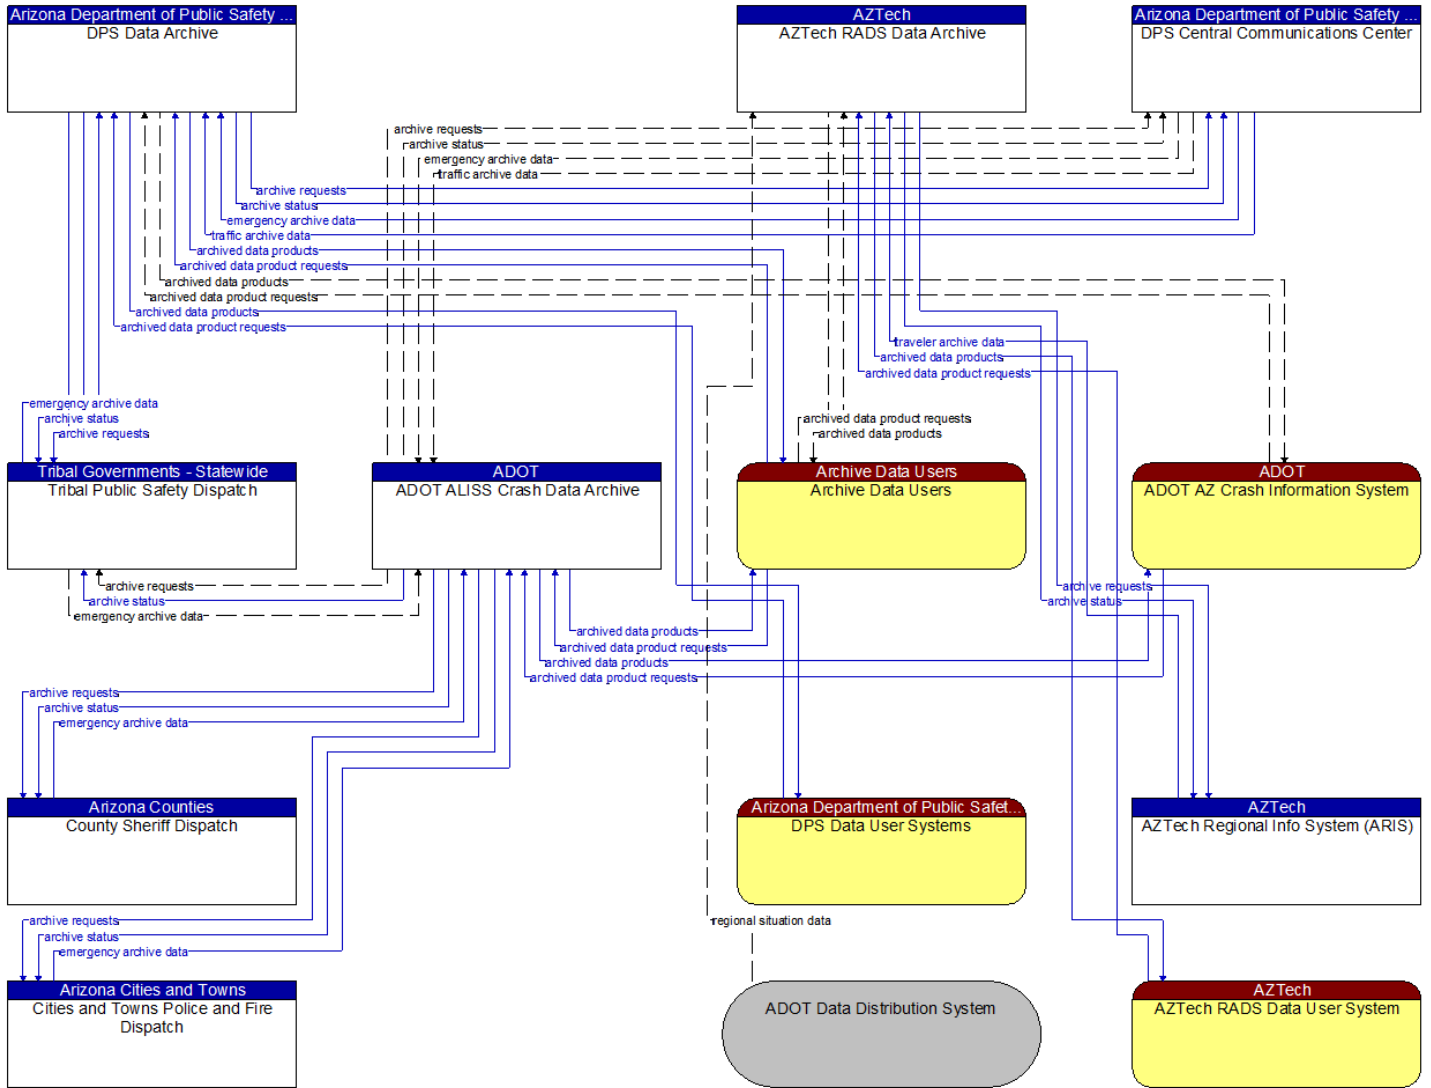 Arizona Department of Public Safety ...
DPS Data Archive
AZTech
AZTech RADS Data Archive
Arizona Department of Public Safety ...
DPS Central Communications Center
archive requests
archive status
emergency archive data
traffic archive data
archive requests
archive status
emergency archive data
traffic archive data
archived data products
archived data product requests
archived data products
archived data product requests
archived data products
archived data product requests
traveler archive data
archived data products
archived data product requests
emergency archive data
archive status
archive requests
archived data product requests
archived data products
Tribal Governments - Statewide
Tribal Public Safety Dispatch
ADOT
ADOT ALISS Crash Data Archive
Archive Data Users
Archive Data Users
ADOT
ADOT AZ Crash Information System
archive requests
archive status
emergency archive data
archive requests
archive status
archived data products
archived data product requests
archived data products
archived data product requests
archive requests
archive status
emergency archive data
Arizona Counties
County Sheriff Dispatch
Arizona Department of Public Safet...
DPS Data User Systems
AZTech
AZTech Regional Info System (ARIS)
archive requests
archive status
emergency archive data
regional situation data
Arizona Cities and Towns
Cities and Towns Police and Fire
Dispatch
ADOT Data Distribution System
AZTech
AZTech RADS Data User System